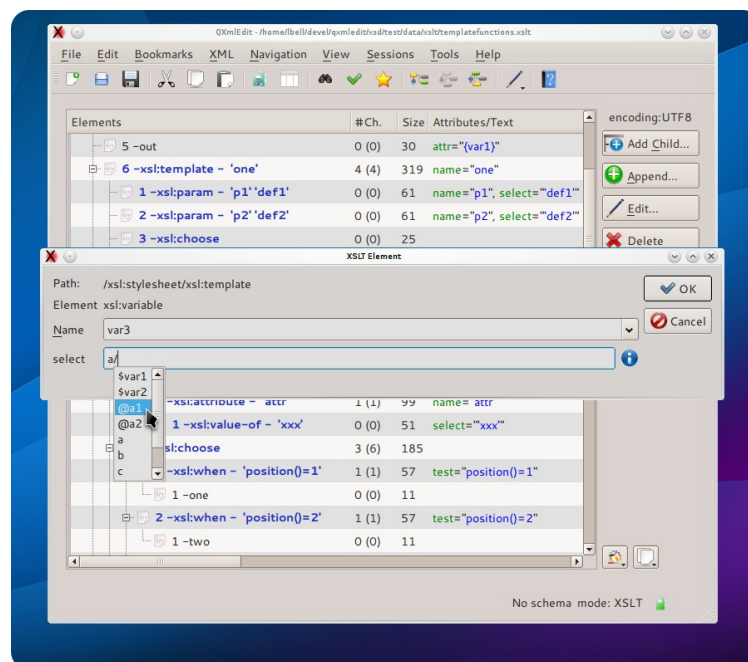 QXmlEdit - /home/lbell/devel/qxmledit/xsd/test/data/xslt/templatefunctions.xslt
File Edit Bookmarks XML Navigation View Sessions Tools Help
Elements #Ch. Size Attributes/Text encoding:UTF8
5 -out 0 (0) 30 attr="{var1}" Add Child...
6 -xsl:template - 'one' 4 (4) 319 name="one"
Append...
1 -xsl:param - 'p1' 'def1' 0 (0) 61 name="p1", select="'def1'"
2 -xsl:param - 'p2' 'def2' 0 (0) 61 name="p2", select="'def2'" Edit...
3 -xsl:choose 0 (0) 25 Delete
XSLT Element
Path: /xsl:stylesheet/xsl:template OK
Element xsl:variable
Name var3 Cancel
select a/
$var1
$var2
@a1 -xsl:attribute - attr 1 (1) 99 name= attr
@a2 1 -xsl:value-of - 'xxx' 0 (0) 51 select="'xxx'"
a
b sl:choose 3 (6) 185
c -xsl:when - 'position()=1' 1 (1) 57 test="position()=1"
1 -one 0 (0) 11
2 -xsl:when - 'position()=2' 1 (1) 57 test="position()=2"
1 -two 0 (0) 11
No schema mode: XSLT